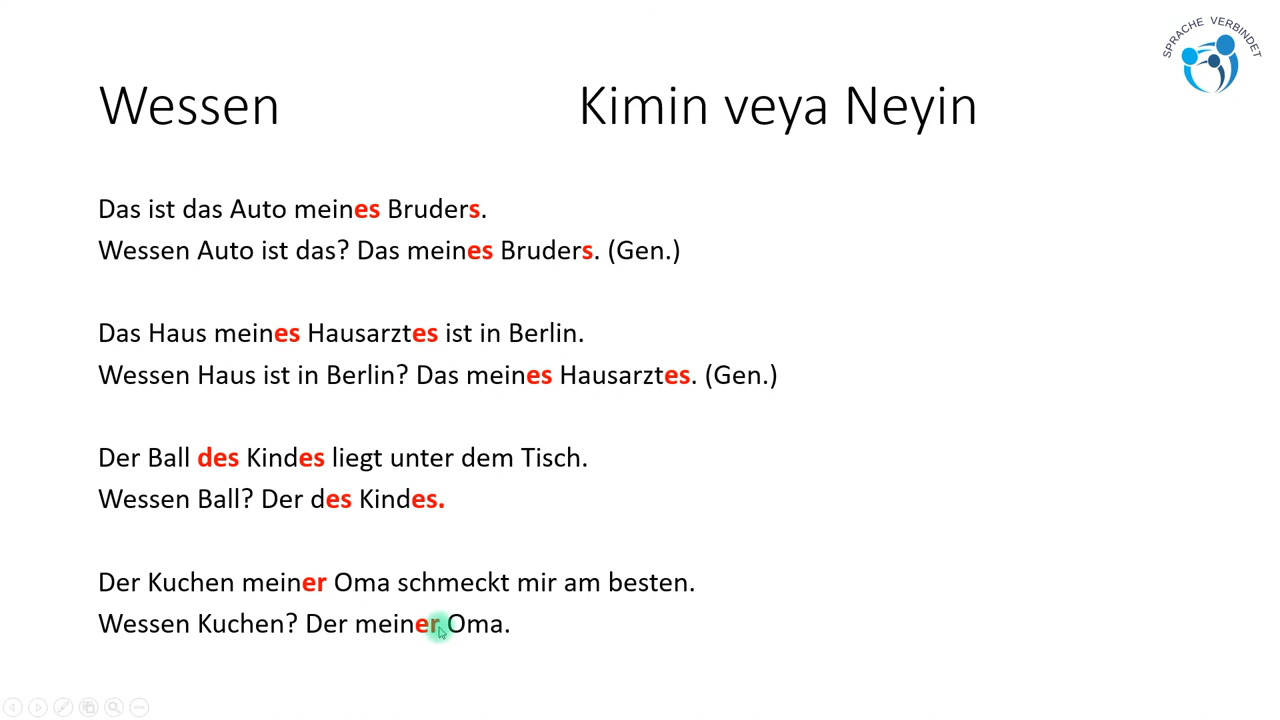 SPRACHE VERBINDET
Wessen Kimin veya Neyin
Das ist das Auto meines Bruders.
Wessen Auto ist das? Das meines Bruders. (Gen.)
Das Haus meines Hausarztes ist in Berlin.
Wessen Haus ist in Berlin? Das meines Hausarztes. (Gen.)
Der Ball des Kindes liegt unter dem Tisch.
Wessen Ball? Der des Kindes.
Der Kuchen meiner Oma schmeckt mir am besten.
Wessen Kuchen? Der meiner Oma.